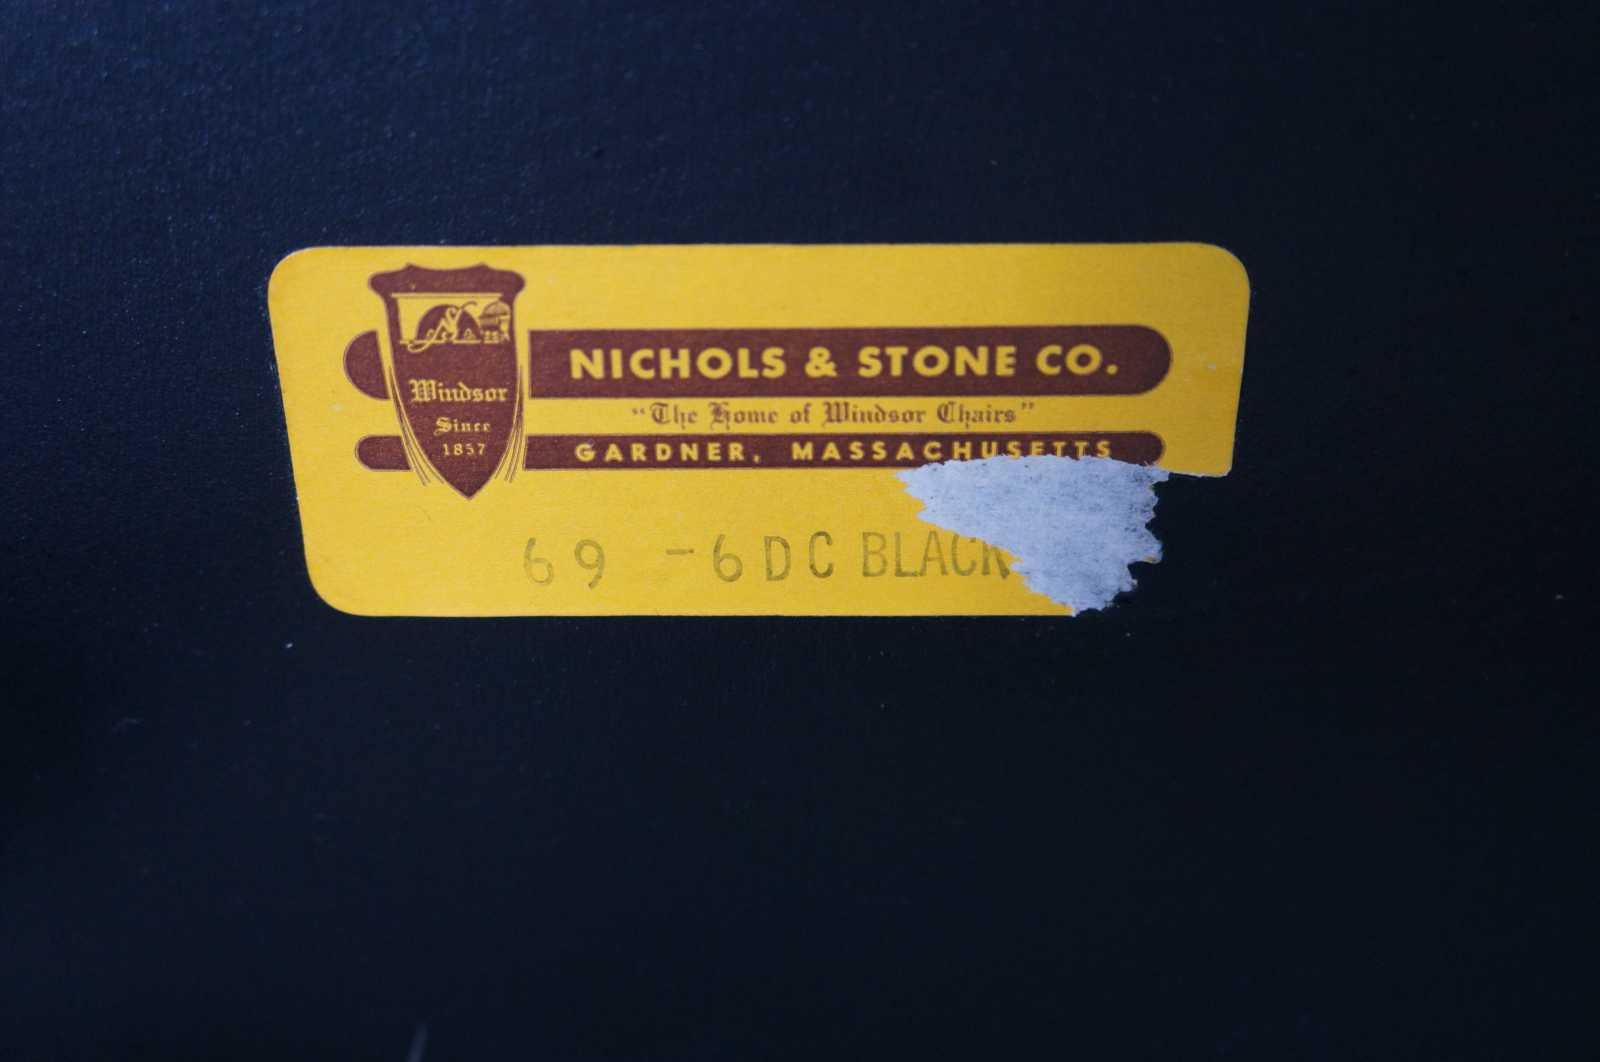 Windsor
Since
1857
NICHOLS & STONE CO.
"The Home of Windsor Chairs"
GARDNER, MASSACHUSETTS
69 -6DC BLACK